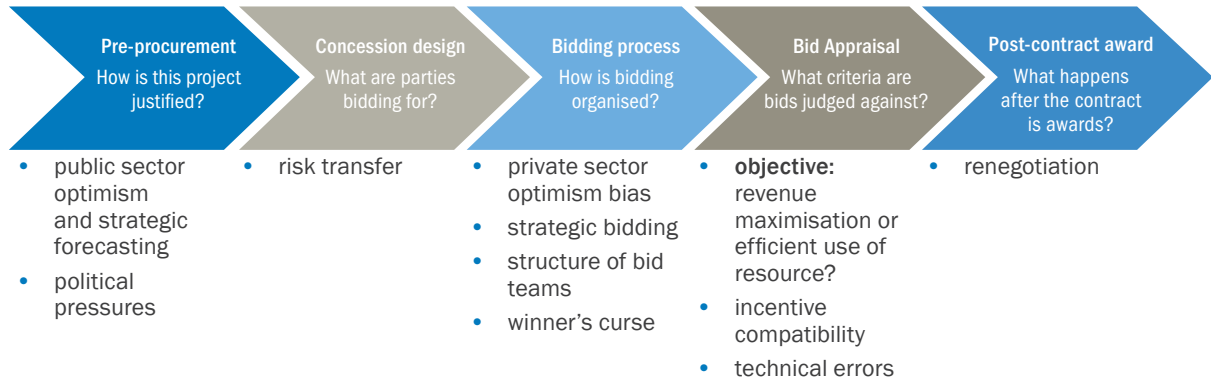 Pre-procurement
How is this project
justified?
Concession design
What are parties
bidding for?
Bidding process
How is bidding
organised?
Bid Appraisal
What criteria are
bids judged against?
Post-contract award
What happens
after the contract
is awards?
• public sector
optimism
and strategic
forecasting
• political
pressures
• risk transfer
• private sector
optimism bias
• strategic bidding
• structure of bid
teams
• winner's curse
• objective:
revenue
maximisation or
efficient use of
resource?
• incentive
compatibility
• technical errors
• renegotiation